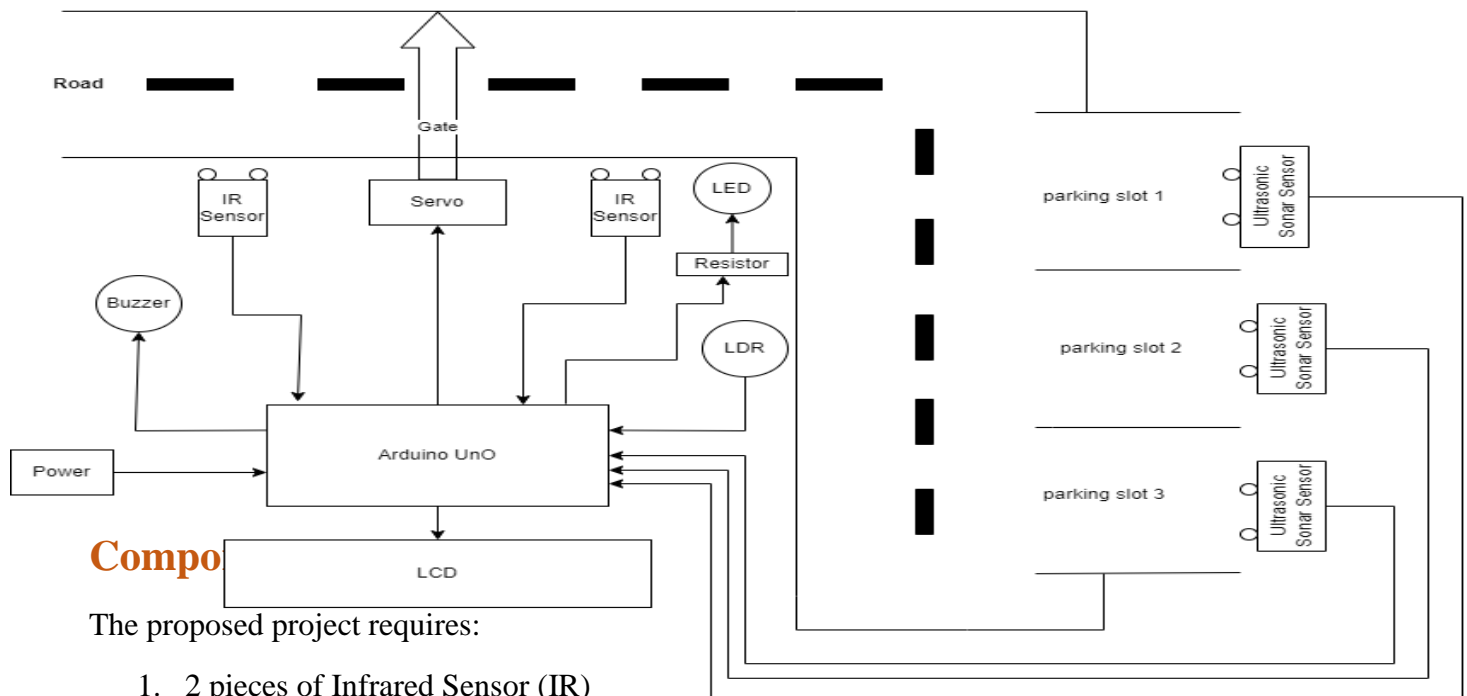 Road
Gate
IR
Sensor
Servo
IR
Sensor
LED
Resistor
Buzzer
LDR
Power
Arduino UnO
LCD
parking slot 1
Ultrasonic
Sonar Sensor
parking slot 2
Ultrasonic
Sonar Sensor
parking slot 3
Ultrasonic
Sonar Sensor
The proposed project requires:
1. 2 pieces of Infrared Sensor (IR)